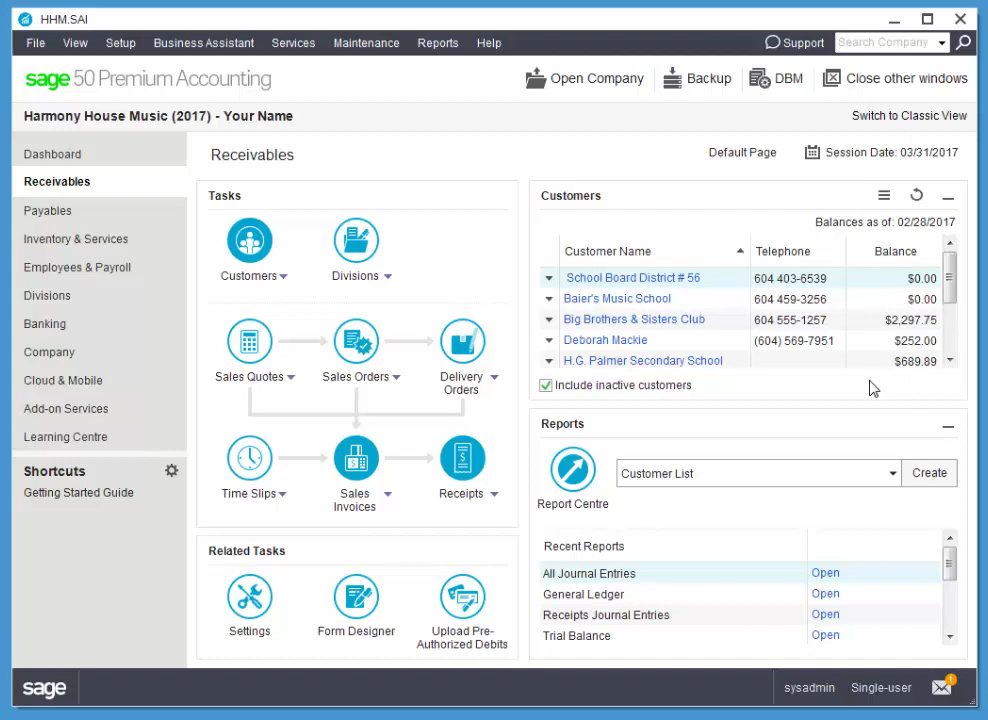 HHM.SAI
File View Setup Business Assistant Services Maintenance Reports Help Support Search Company
sage 50 Premium Accounting Open Company Backup DBM Close other windows
Harmony House Music (2017) - Your Name Switch to Classic View
Dashboard
Receivables
Payables
Inventory & Services
Employees & Payroll
Divisions
Banking
Company
Cloud & Mobile
Add-on Services
Learning Centre
Shortcuts
Getting Started Guide
Receivables Default Page Session Date: 03/31/2017
Tasks
Customers Divisions
Sales Quotes Sales Orders Delivery Orders
Time Slips Sales Invoices Receipts
Related Tasks
Settings Form Designer Upload Pre-Authorized Debits
Customers
Balances as of: 02/28/2017
Customer Name Telephone Balance
School Board District # 56 604 403-6539 $0.00
Baier's Music School 604 459-3256 $0.00
Big Brothers & Sisters Club 604 555-1257 $2,297.75
Deborah Mackie (604) 569-7951 $252.00
H.G. Palmer Secondary School $689.89
Include inactive customers
Reports
Report Centre Customer List Create
Recent Reports
All Journal Entries Open
General Ledger Open
Receipts Journal Entries Open
Trial Balance Open
sage sysadmin Single-user